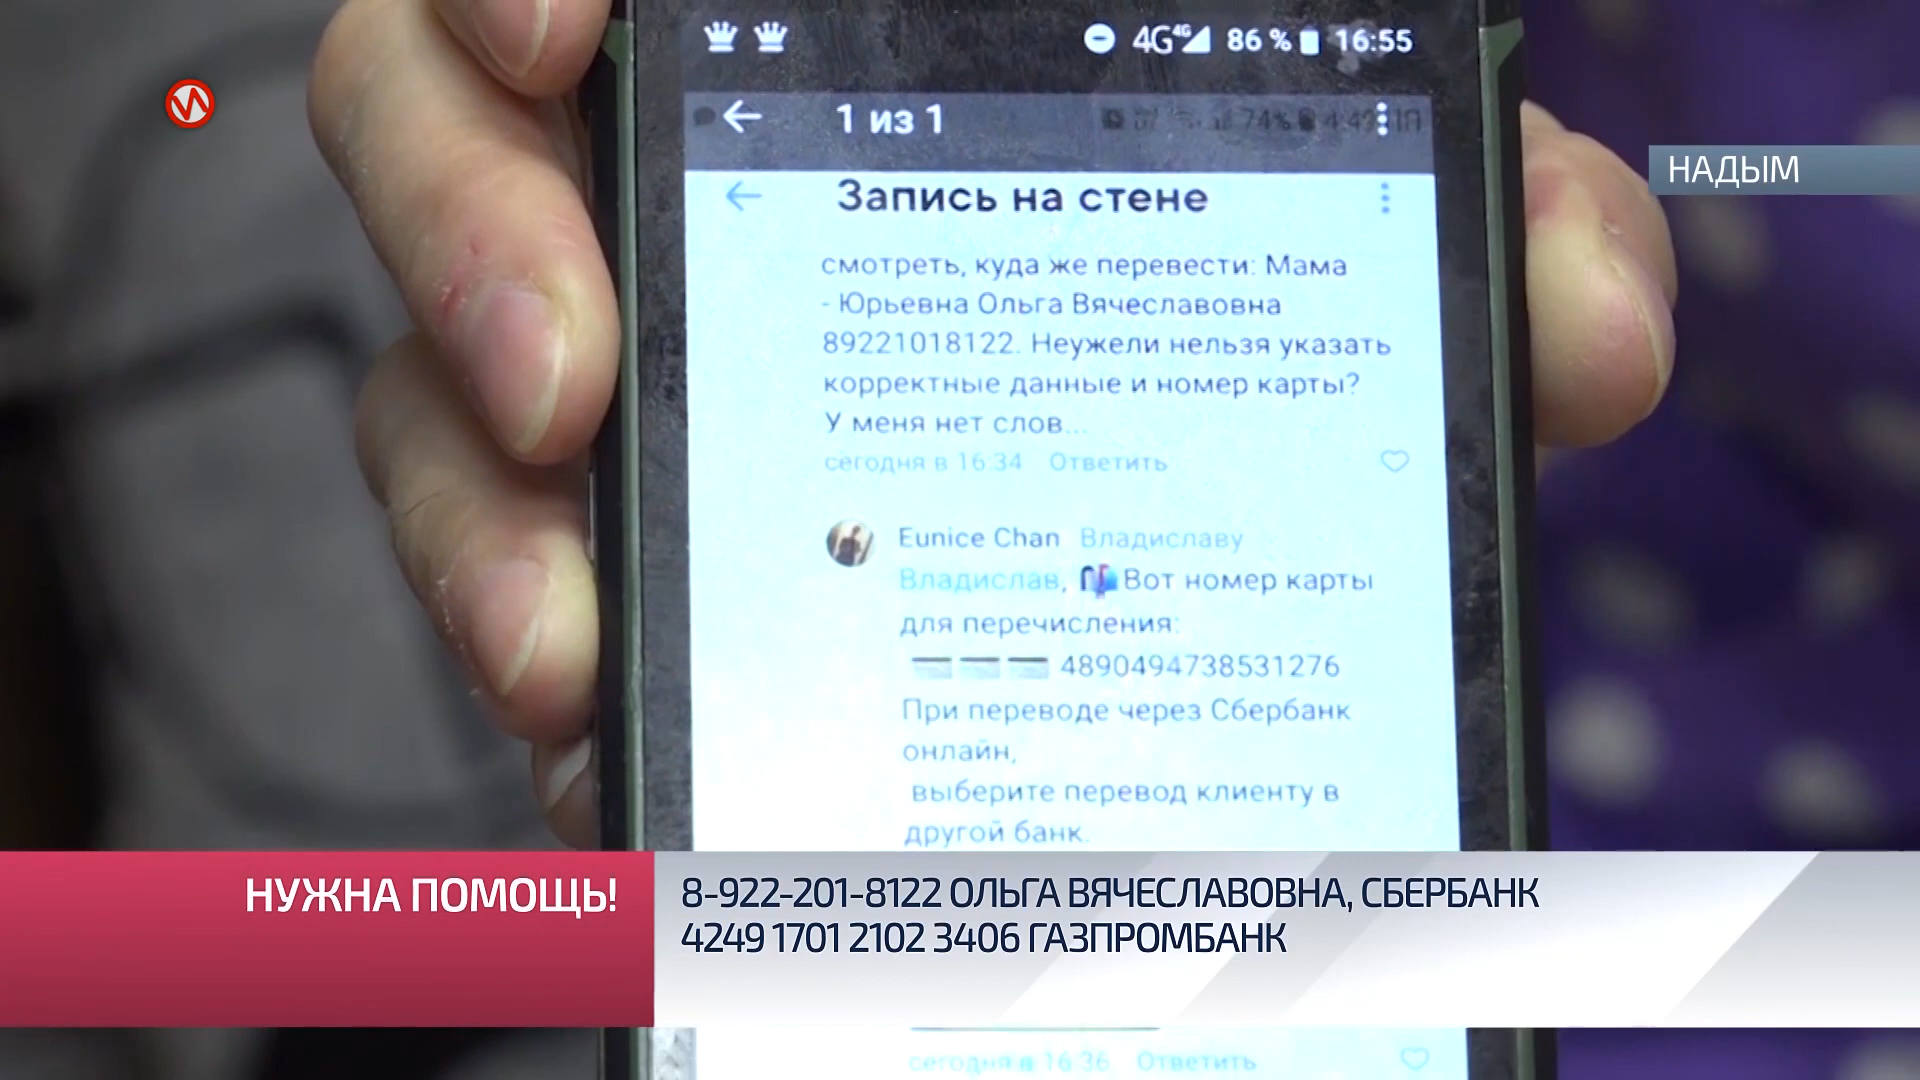 4G 4G 86 % 16:55
1 из 1
74%
НАДЫМ
Запись на стене
смотреть, куда же перевести: Мама
- Юрьевна Ольга Вячеславовна
89221018122. Неужели нельзя указать
корректные данные и номер карты?
У меня нет слов...
сегодня в 16:34 Ответить
Eunice Chan Владиславу
Владислав, Вот номер карты
для перечисления:
4890494738531276
При переводе через Сбербанк
онлайн,
выберите перевод клиенту в
другой банк.
НУЖНА ПОМОЩЬ!
8-922-201-8122 ОЛЬГА ВЯЧЕСЛАВОВНА, СБЕРБАНК
4249 1701 2102 3406 ГАЗПРОМБАНК
сегодня в 16:36 Ответить